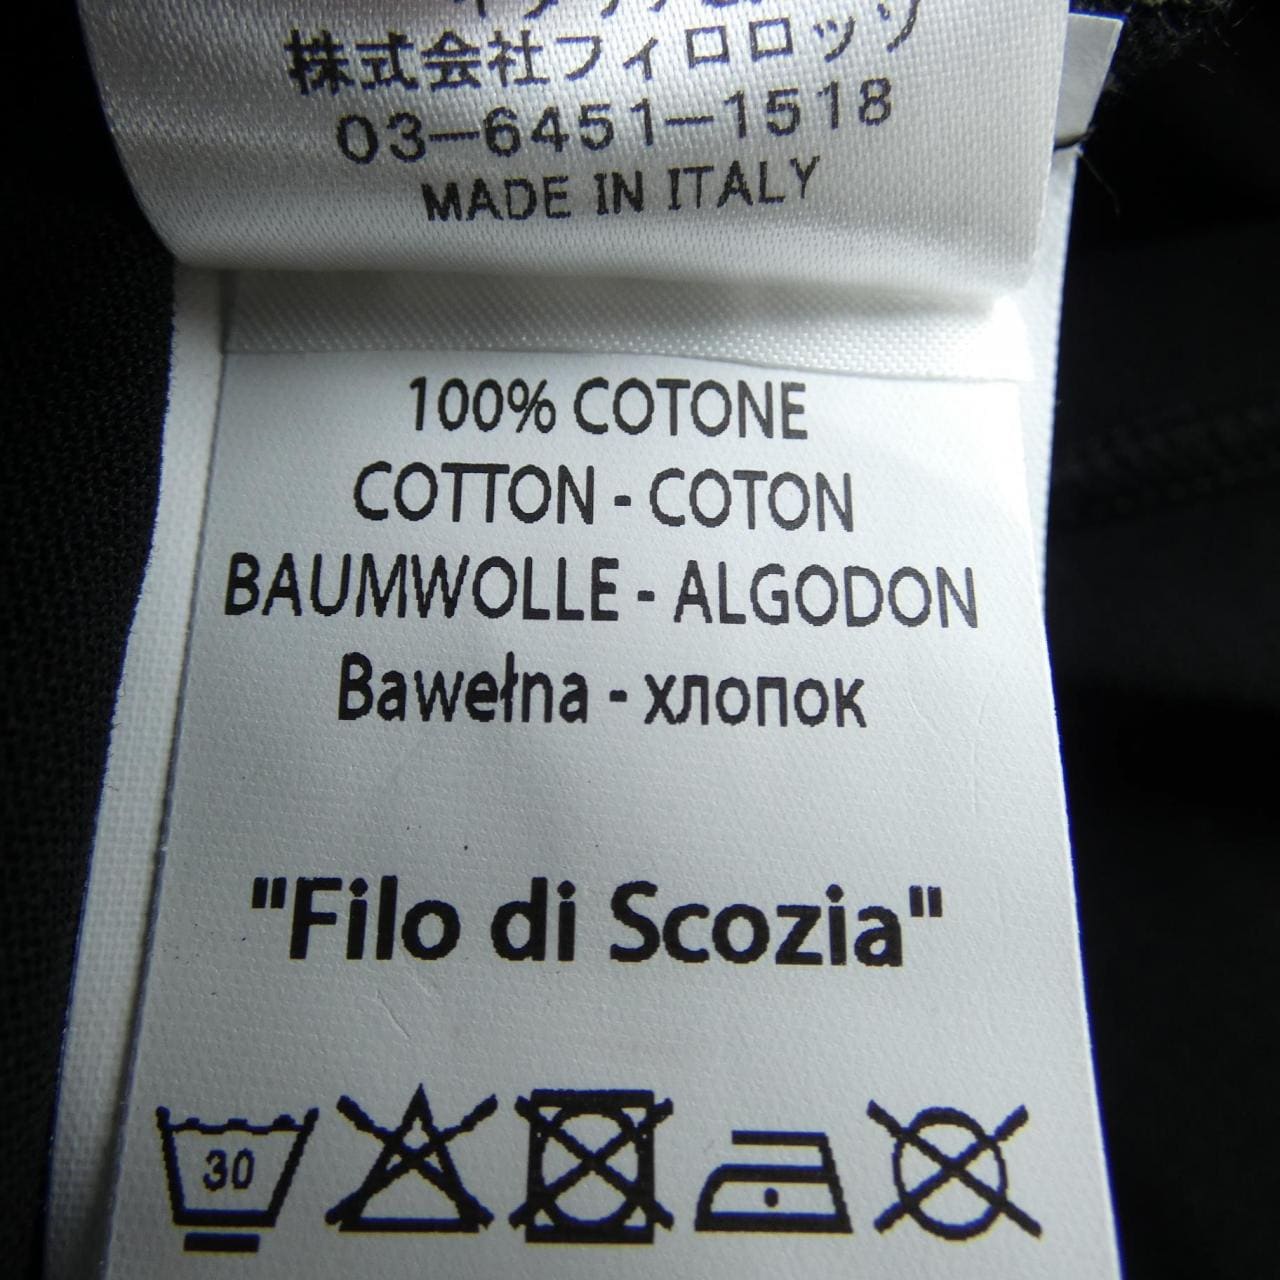 株式会社フィロロッソ
03-6451-1518
MADE IN ITALY
100% COTONE
COTTON - COTON
BAUMWOLLE - ALGODON
Bawełna - хлопок
"Filo di Scozia"
30